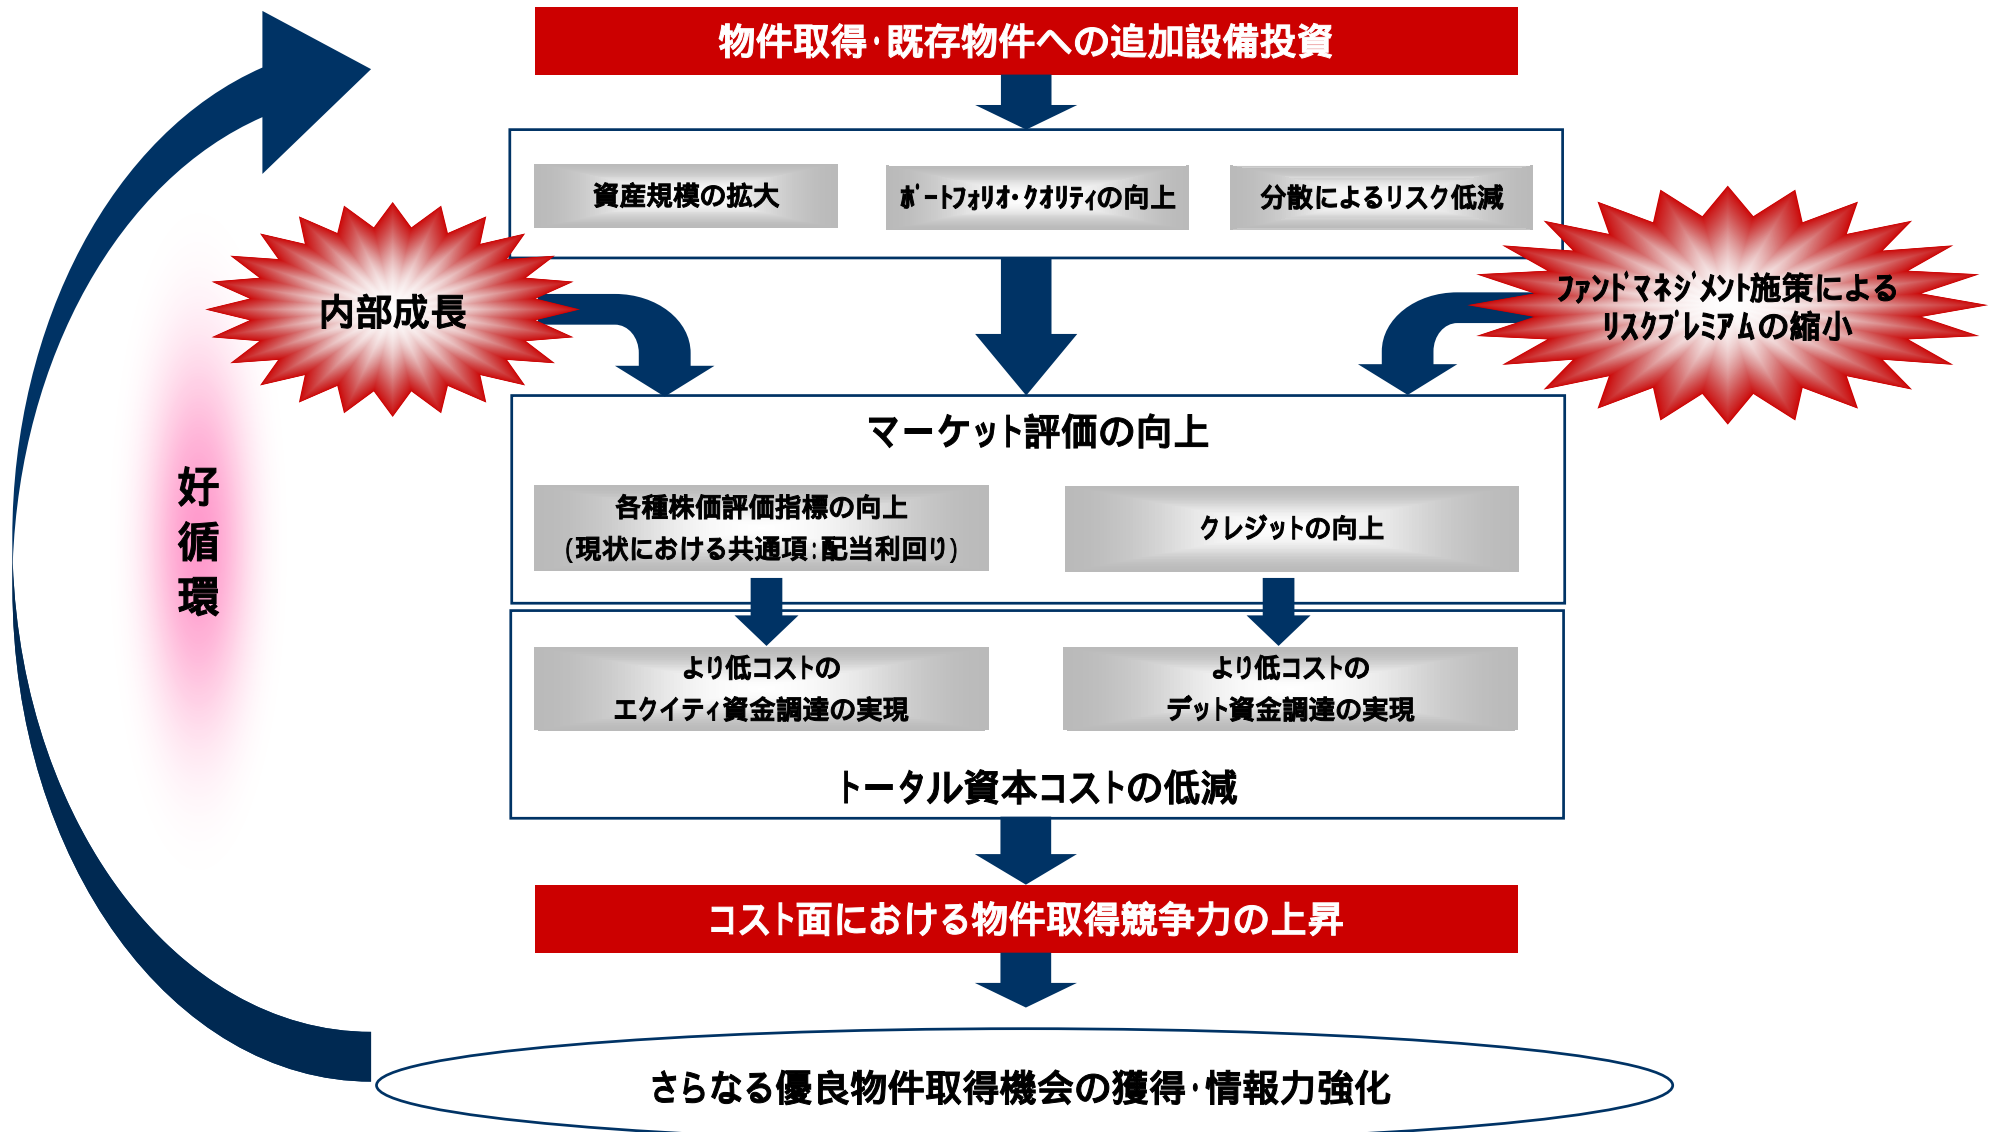 物件取得・既存物件への追加設備投資
資産規模の拡大
ﾎﾟｰﾄﾌｫﾘｵ・ｸｵﾘﾃｨの向上
分散によるリスク低減
内部成長
ﾌｧﾝﾄﾞﾏﾈｼﾞﾒﾝﾄ施策による
ﾘｽｸﾌﾟﾚﾐｱﾑの縮小
マーケット評価の向上
各種株価評価指標の向上
(現状における共通項:配当利回り)
クレジットの向上
好
循
環
より低コストの
エクイティ資金調達の実現
より低コストの
デット資金調達の実現
トータル資本コストの低減
コスト面における物件取得競争力の上昇
さらなる優良物件取得機会の獲得・情報力強化